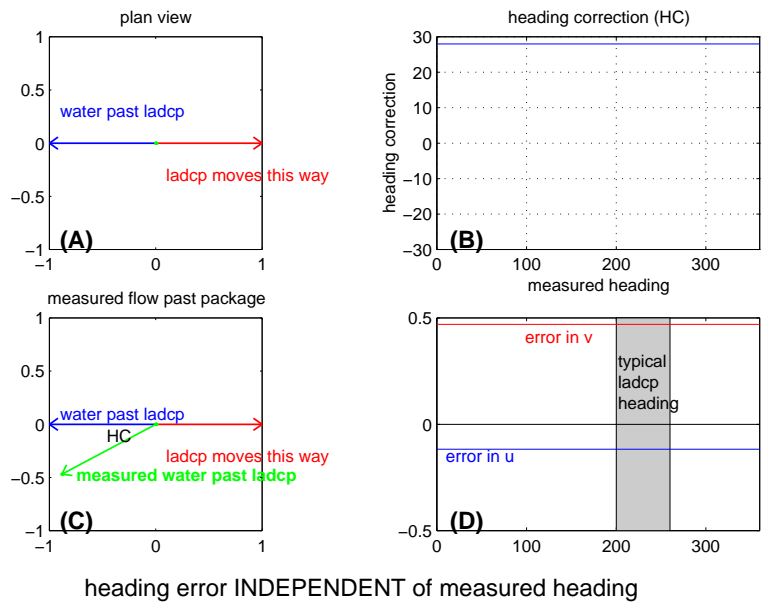 plan view
1
0.5
0
−0.5
−1
−1
0
1
water past ladcp
ladcp moves this way
(A)
heading correction (HC)
30
20
10
0
−10
−20
−30
0
100
200
300
heading correction
measured heading
(B)
measured flow past package
1
0.5
0
−0.5
−1
−1
0
1
water past ladcp
HC
ladcp moves this way
measured water past ladcp
(C)
0.5
0
−0.5
0
100
200
300
error in v
typical
ladcp
heading
error in u
(D)
heading error INDEPENDENT of measured heading